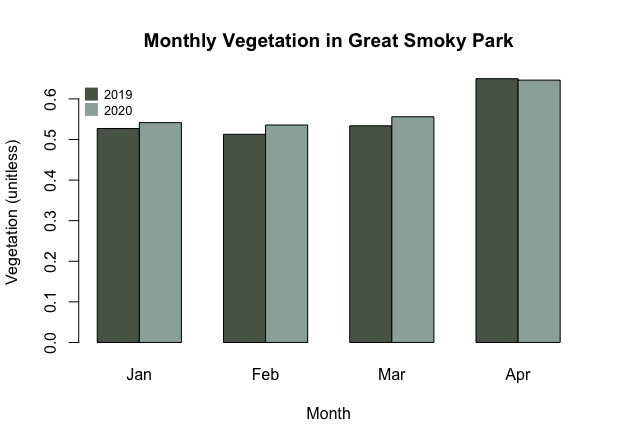 Monthly Vegetation in Great Smoky Park
2019
2020
Vegetation (unitless)
0.6
0.5
0.4
0.3
0.2
0.1
0.0
Jan Feb Mar Apr
Month